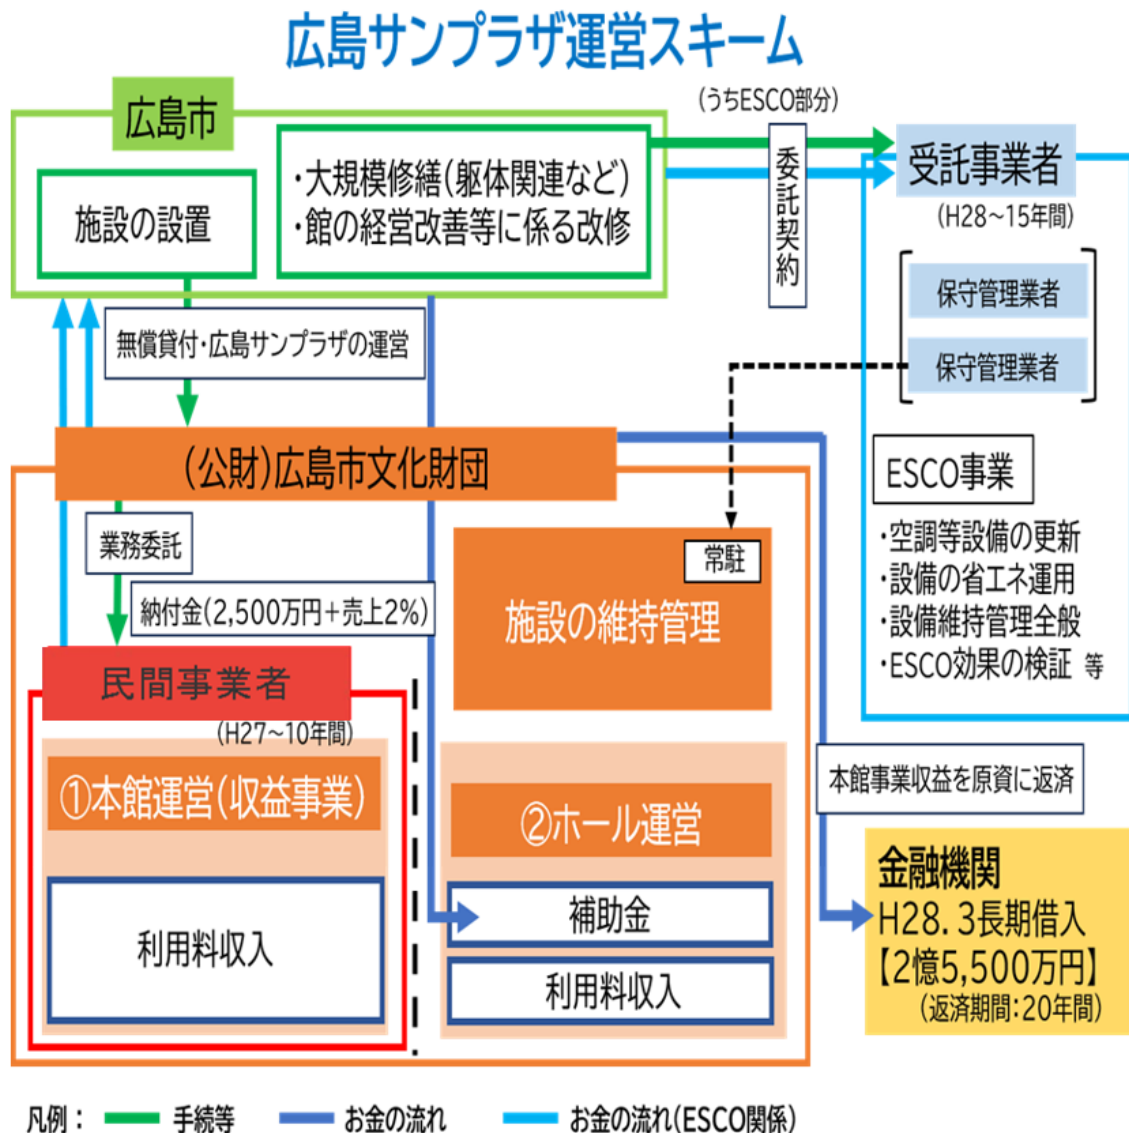 広島サンプラザ運営スキーム
広島市
(うちESCO部分)
施設の設置
・大規模修繕(躯体関連など)
・館の経営改善等に係る改修
委託契約
受託事業者
(H28～15年間)
保守管理業者
保守管理業者
無償貸付・広島サンプラザの運営
(公財)広島市文化財団
業務委託
納付金(2,500万円＋売上2%)
常駐
施設の維持管理
ESCO事業
・空調等設備の更新
・設備の省エネ運用
・設備維持管理全般
・ESCO効果の検証 等
民間事業者
(H27～10年間)
①本館運営(収益事業)
利用料収入
②ホール運営
補助金
利用料収入
本館事業収益を原資に返済
金融機関
H28.3長期借入
【2億5,500万円】
(返済期間:20年間)
凡例： 手続等 お金の流れ お金の流れ(ESCO関係)